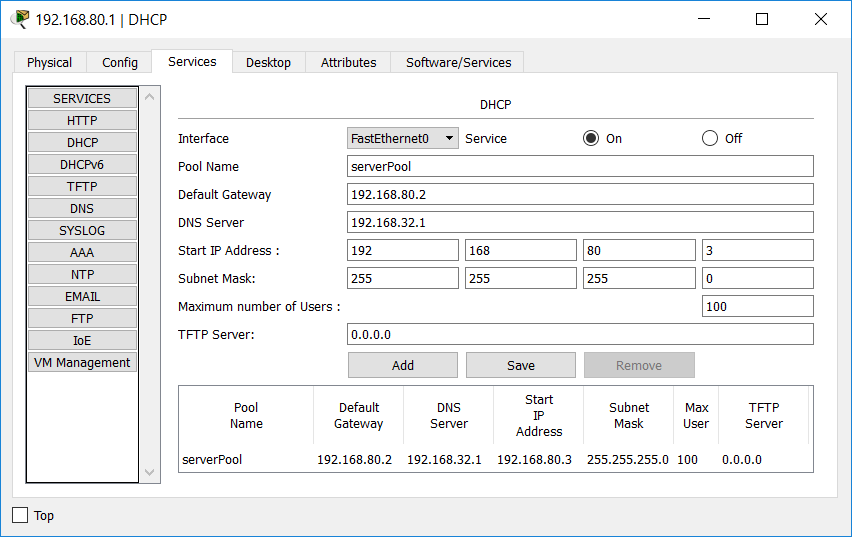 192.168.80.1 | DHCP
Physical Config Services Desktop Attributes Software/Services
SERVICES
HTTP
DHCP
DHCPv6
TFTP
DNS
SYSLOG
AAA
NTP
EMAIL
FTP
IoE
VM Management
DHCP
Interface FastEthernet0 Service On Off
Pool Name serverPool
Default Gateway 192.168.80.2
DNS Server 192.168.32.1
Start IP Address : 192 168 80 3
Subnet Mask: 255 255 255 0
Maximum number of Users : 100
TFTP Server: 0.0.0.0
Add Save Remove
Pool Name Default Gateway DNS Server Start IP Address Subnet Mask Max User TFTP Server
serverPool 192.168.80.2 192.168.32.1 192.168.80.3 255.255.255.0 100 0.0.0.0
Top